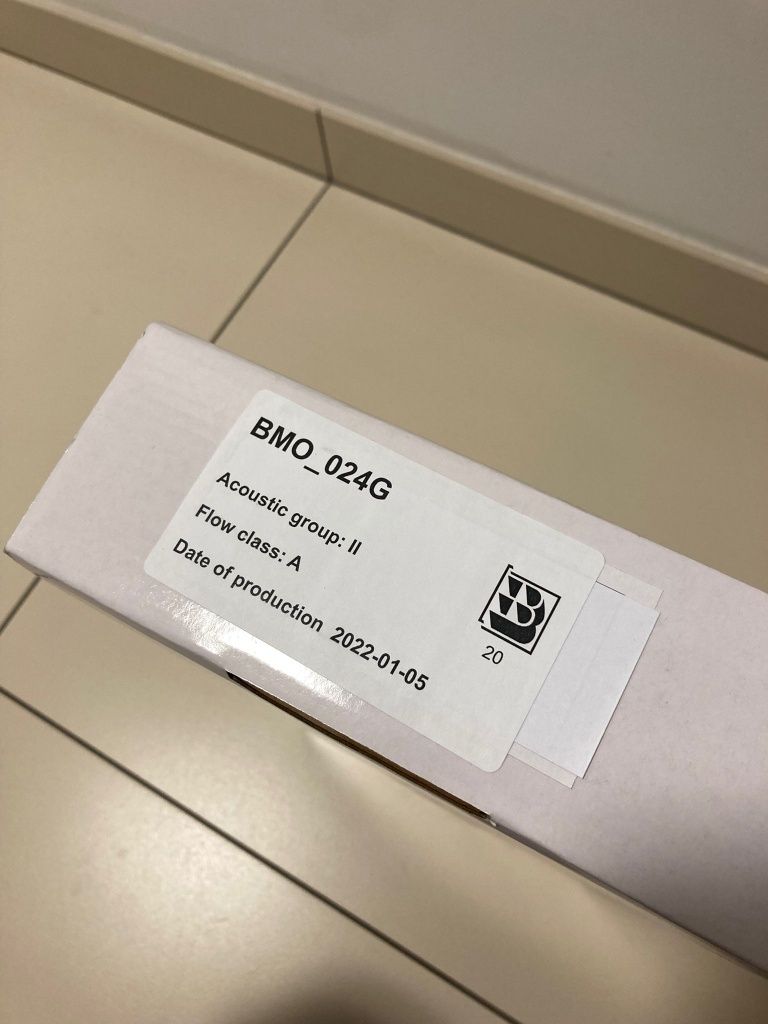 BMO_024G
Acoustic group: II
Flow class: A
Date of production 2022-01-05
B
20